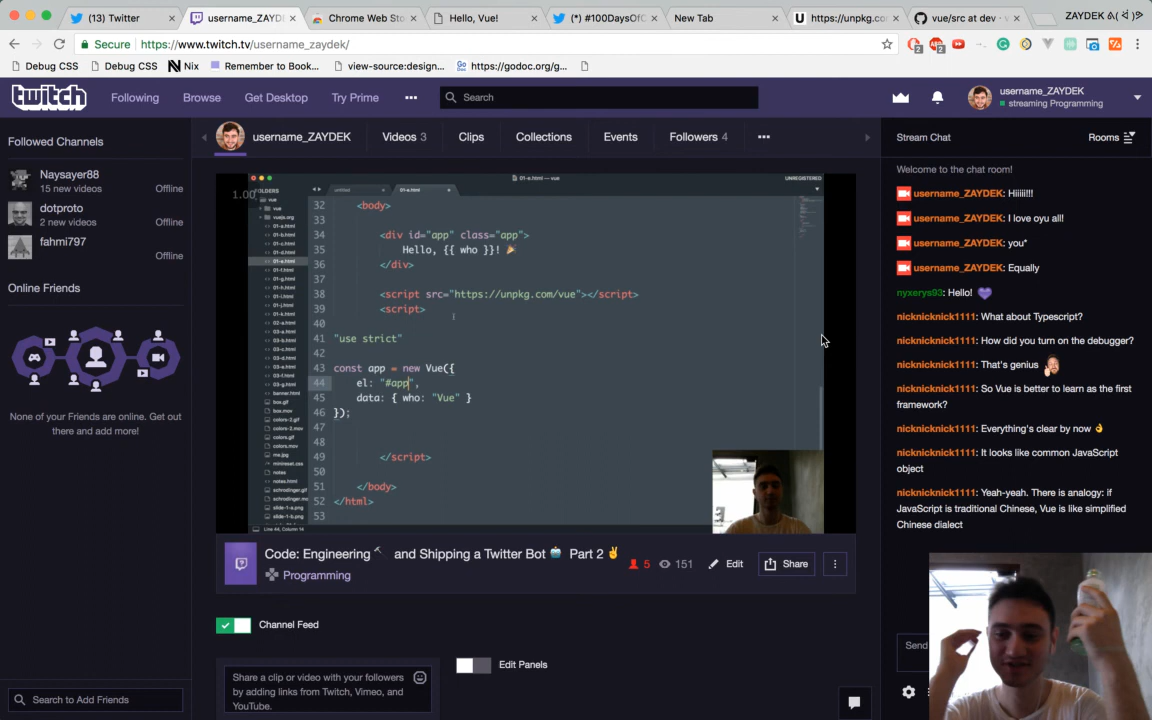 (13) Twitter
username_ZAYD
Chrome Web Sto
Hello, Vue!
(*) #100DaysOf
New Tab
https://unpkg.co
vue/src at dev
ZAYDEK
Secure
https://www.twitch.tv/username_zaydek/
Debug CSS
Debug CSS
Nix
Remember to Book...
view-source:design...
https://godoc.org/g...
twitch
Following
Browse
Get Desktop
Try Prime
Search
username_ZAYDEK
streaming Programming
Followed Channels
Naysayer88
15 new videos
Offline
dotproto
2 new videos
Offline
fahmi797
Offline
Online Friends
None of your Friends are online. Get out
there and add more!
Search to Add Friends
username_ZAYDEK
Videos 3
Clips
Collections
Events
Followers 4
01-e.html — vue
UNREGISTERED
FOLDERS
untitled
01-e.html
32 <body>
33
34 <div id="app" class="app">
35 Hello, {{ who }}! 🎉
36 </div>
37
38 <script src="https://unpkg.com/vue"></script>
39 <script>
40
41 "use strict"
42
43 const app = new Vue({
44 el: "#app",
45 data: { who: "Vue" }
46 });
47
48
49 </script>
50
51 </body>
52 </html>
53
Line 44, Column 14
Code: Engineering 🔨 and Shipping a Twitter Bot 🤖 Part 2 ✌
Programming
5
151
Edit
Share
Channel Feed
Share a clip or video with your followers
by adding links from Twitch, Vimeo, and
YouTube.
Edit Panels
Stream Chat
Rooms
Welcome to the chat room!
username_ZAYDEK: Hiiiii!!!
username_ZAYDEK: I love oyu all!
username_ZAYDEK: you*
username_ZAYDEK: Equally
nyxerys93: Hello! 💜
nicknicknick1111: What about Typescript?
nicknicknick1111: How did you turn on the debugger?
nicknicknick1111: That's genius
nicknicknick1111: So Vue is better to learn as the first
framework?
nicknicknick1111: Everything's clear by now 👌
nicknicknick1111: It looks like common JavaScript
object
nicknicknick1111: Yeah-yeah. There is analogy: if
JavaScript is traditional Chinese, Vue is like simplified
Chinese dialect
Send